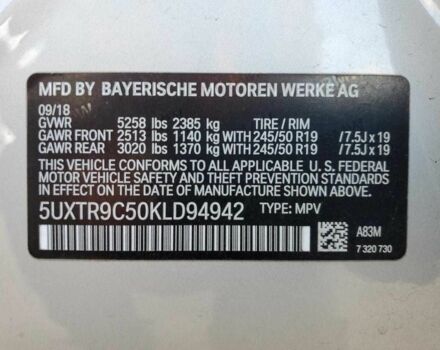 MFD BY BAYERISCHE MOTOREN WERKE AG
09/18
GVWR 5258 lbs 2385 kg TIRE / RIM
GAWR FRONT 2513 lbs 1140 kg WITH 245/50 R19 /7.5J x 19
GAWR REAR 3020 lbs 1370 kg WITH 245/50 R19 /7.5J x 19
THIS VEHICLE CONFORMS TO ALL APPLICABLE U. S. FEDERAL
MOTOR VEHICLE SAFETY AND THEFT PREVENTION STANDARDS
IN EFFECT ON THE DATE OF MANUFACTURE SHOWN ABOVE.
5UXTR9C50KLD94942 TYPE: MPV
A83M
7 320 730